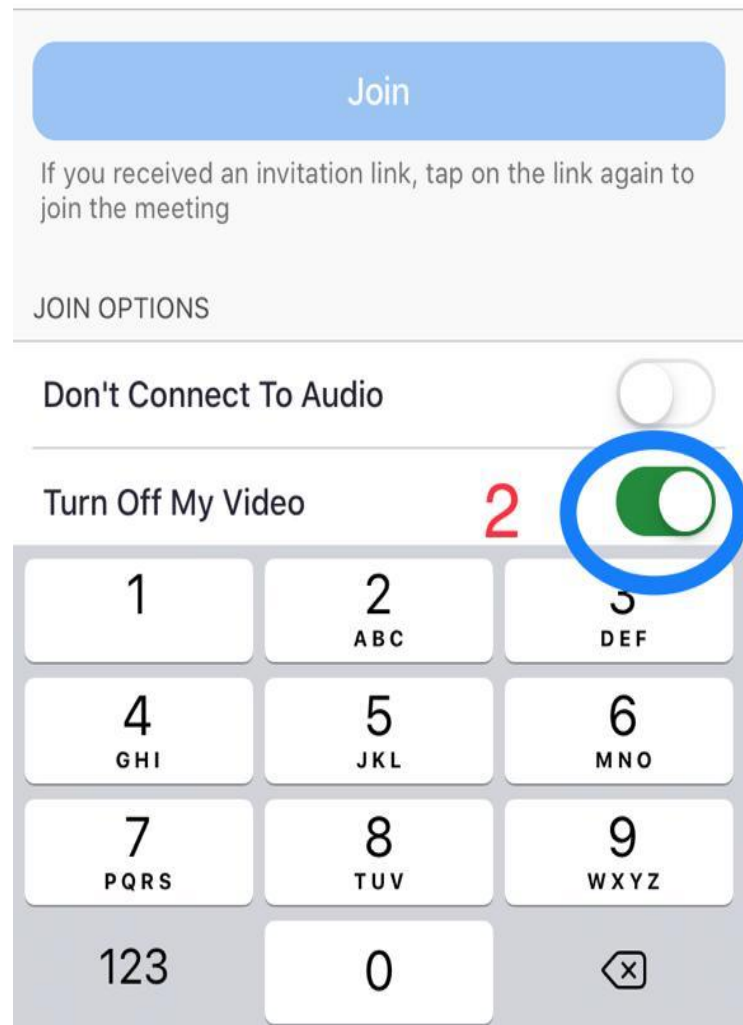 Join
If you received an invitation link, tap on the link again to
join the meeting
JOIN OPTIONS
Don't Connect To Audio
Turn Off My Video
2
1
2
ABC
3
DEF
4
GHI
5
JKL
6
MNO
7
PQRS
8
TUV
9
WXYZ
123
0